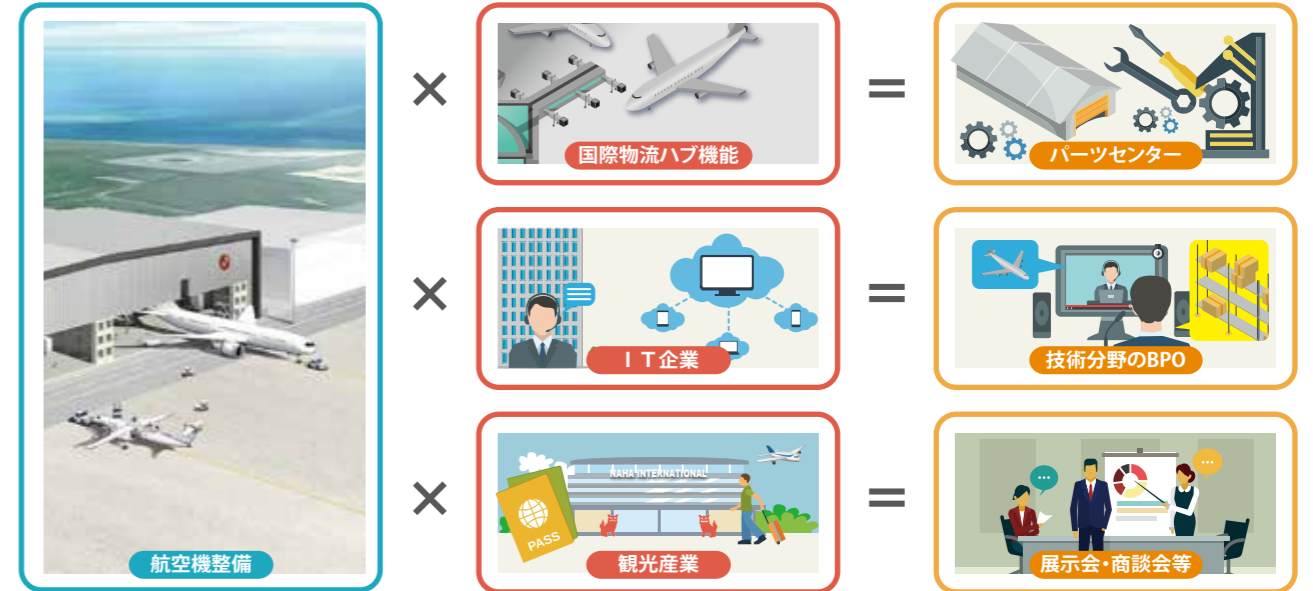 航空機整備
×
国際物流ハブ機能
=
パーツセンター
×
IT企業
=
技術分野のBPO
×
NAHA INTERNATIONAL
PASS
観光産業
=
展示会・商談会等